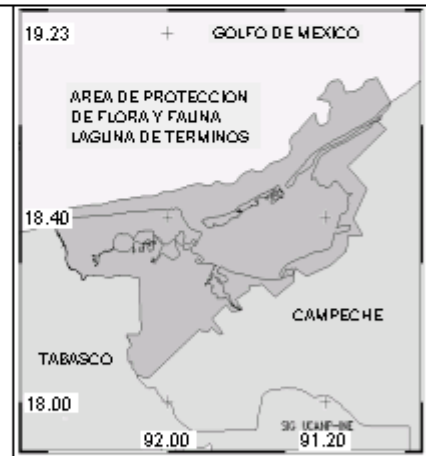 19.23
GOLFO DE MEXICO
AREA DE PROTECCION
DE FLORA Y FAUNA
LAGUNA DE TERMINOS
18.40
CAMPECHE
TABASCO
18.00
92.00
91.20